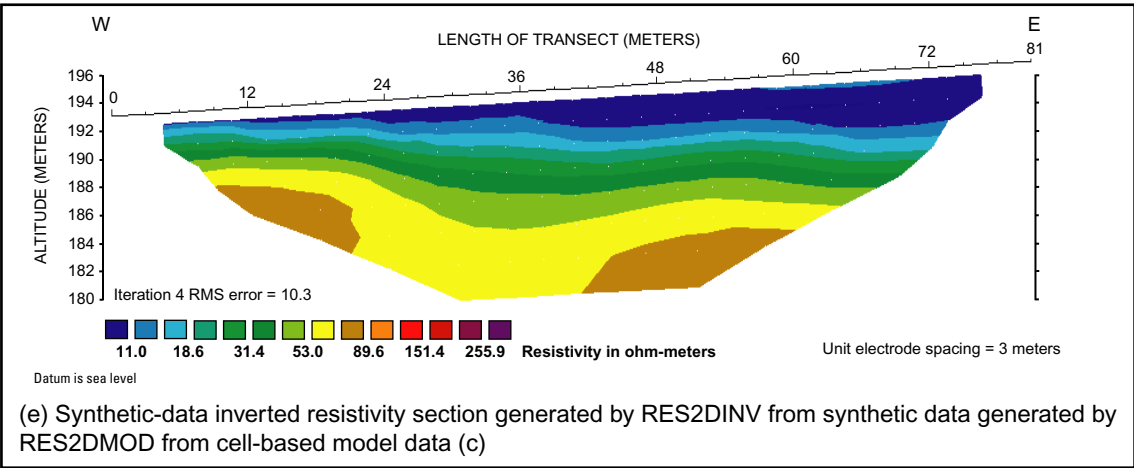 W
E
LENGTH OF TRANSECT (METERS)
0 12 24 36 48 60 72 81
ALTITUDE (METERS)
196
194
192
190
188
186
184
182
180
Iteration 4 RMS error = 10.3
11.0 18.6 31.4 53.0 89.6 151.4 255.9 Resistivity in ohm-meters
Unit electrode spacing = 3 meters
Datum is sea level
(e) Synthetic-data inverted resistivity section generated by RES2DINV from synthetic data generated by
RES2DMOD from cell-based model data (c)